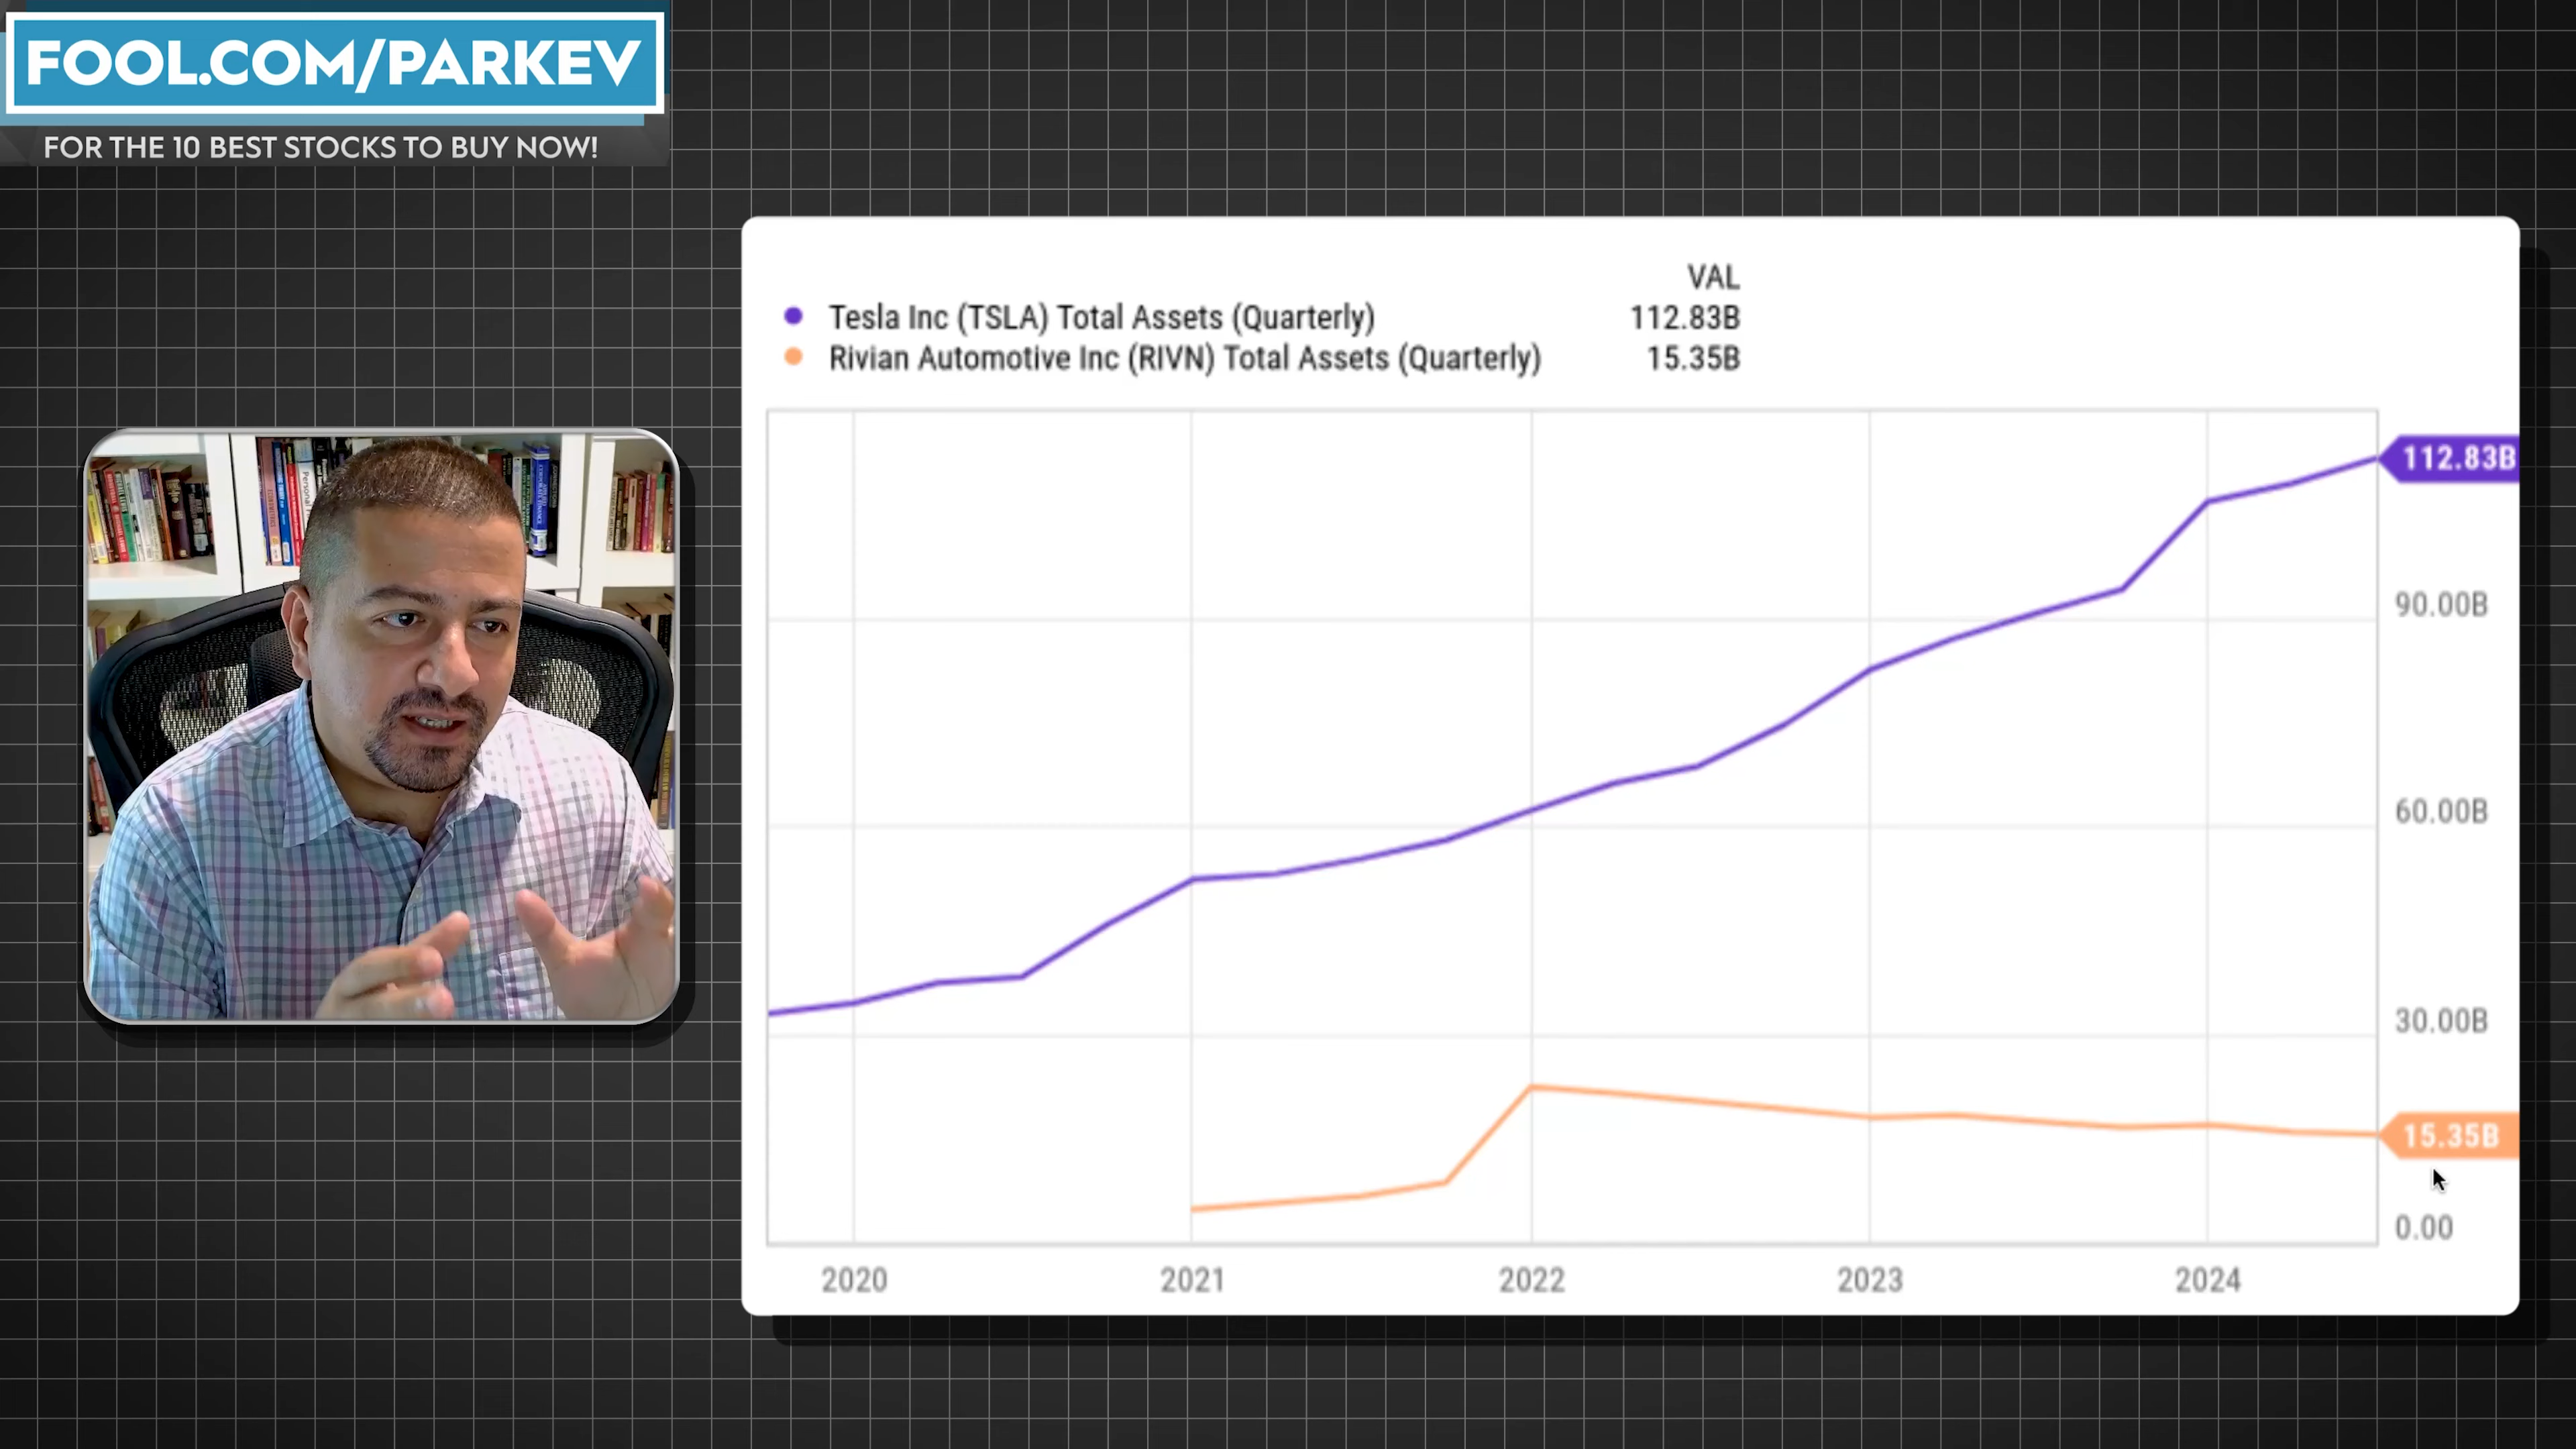 FOOL.COM/PARKEV
FOR THE 10 BEST STOCKS TO BUY NOW!
VAL
Tesla Inc (TSLA) Total Assets (Quarterly) 112.83B
Rivian Automotive Inc (RIVN) Total Assets (Quarterly) 15.35B
112.83B
90.00B
60.00B
30.00B
15.35B
0.00
2020 2021 2022 2023 2024